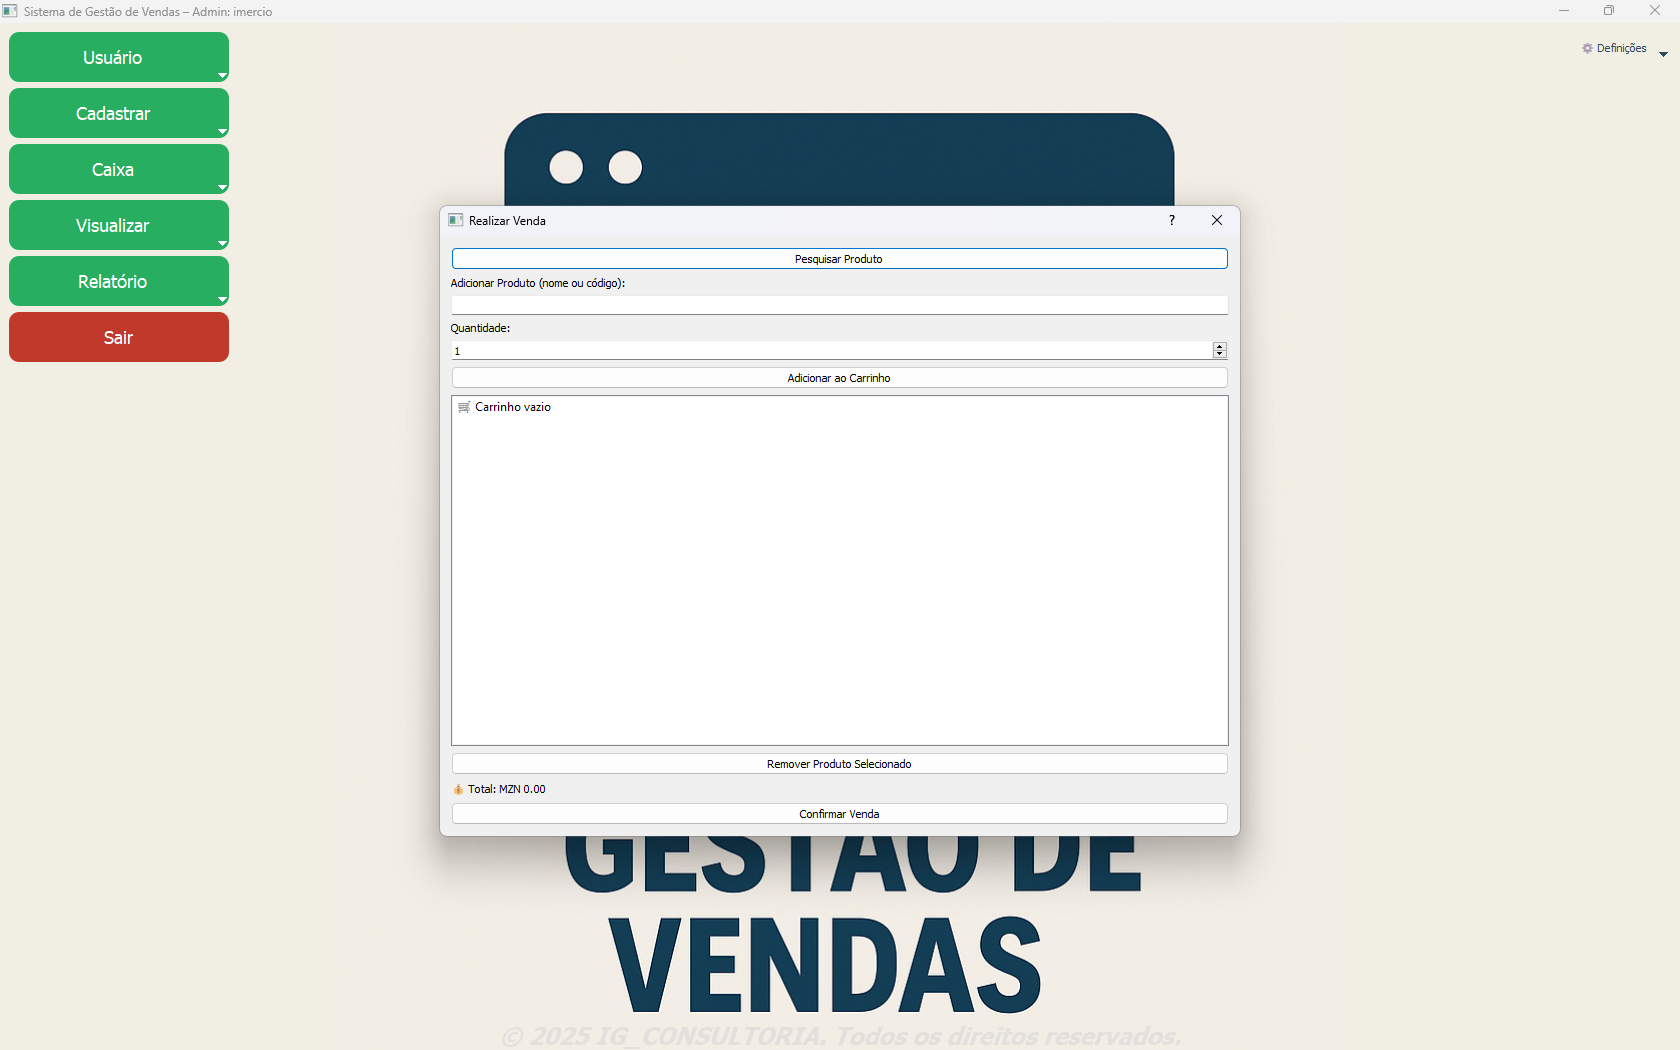 Sistema de Gestão de Vendas – Admin: imercio
Usuário
Cadastrar
Caixa
Visualizar
Relatório
Sair
Definições
Realizar Venda
?
Pesquisar Produto
Adicionar Produto (nome ou código):
Quantidade:
1
Adicionar ao Carrinho
Carrinho vazio
Remover Produto Selecionado
Total: MZN 0.00
Confirmar Venda
GESTÃO DE
VENDAS
© 2025 IG_CONSULTORIA. Todos os direitos reservados.